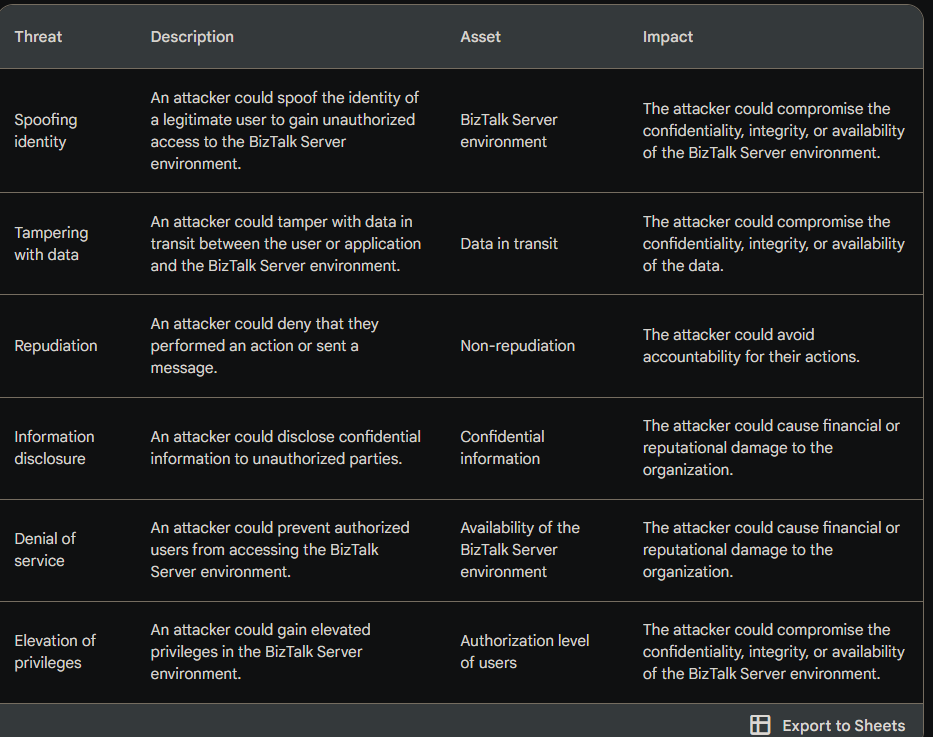 Threat Description Asset Impact
Spoofing
identity
An attacker could spoof the identity of
a legitimate user to gain unauthorized
access to the BizTalk Server
environment.
BizTalk Server
environment
The attacker could compromise the
confidentiality, integrity, or availability
of the BizTalk Server environment.
Tampering
with data
An attacker could tamper with data in
transit between the user or application
and the BizTalk Server environment.
Data in transit
The attacker could compromise the
confidentiality, integrity, or availability
of the data.
Repudiation
An attacker could deny that they
performed an action or sent a
message.
Non-repudiation
The attacker could avoid
accountability for their actions.
Information
disclosure
An attacker could disclose confidential
information to unauthorized parties.
Confidential
information
The attacker could cause financial or
reputational damage to the
organization.
Denial of
service
An attacker could prevent authorized
users from accessing the BizTalk
Server environment.
Availability of the
BizTalk Server
environment
The attacker could cause financial or
reputational damage to the
organization.
Elevation of
privileges
An attacker could gain elevated
privileges in the BizTalk Server
environment.
Authorization level
of users
The attacker could compromise the
confidentiality, integrity, or availability
of the BizTalk Server environment.
Export to Sheets